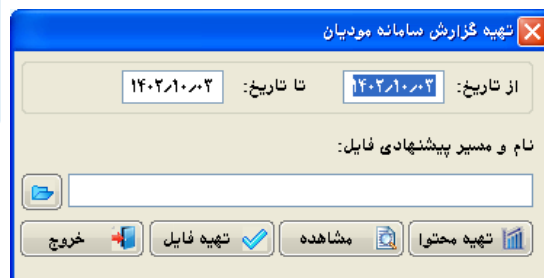 تهیه گزارش سامانه مودیان
از تاریخ: ۱۴۰۲/۱۰/۰۳ تا تاریخ: ۱۴۰۲/۱۰/۰۳
نام و مسیر پیشنهادی فایل:
تهیه محتوا مشاهده تهیه فایل خروج